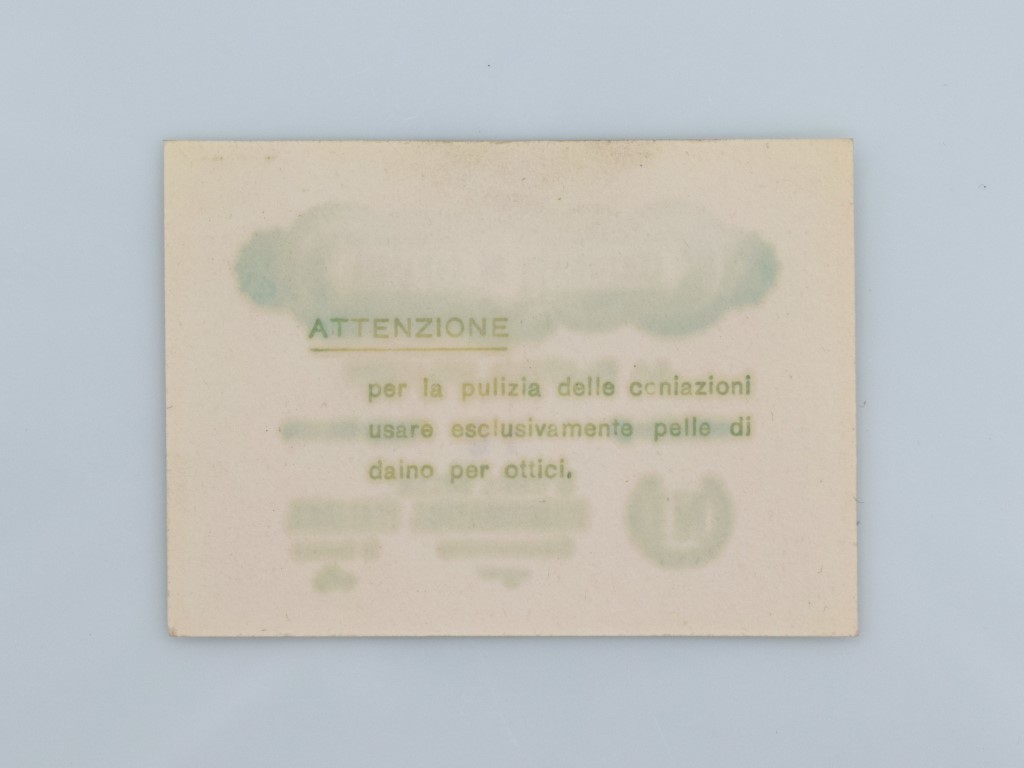 ATTENZIONE
per la pulizia delle coniazioni
usare esclusivamente pelle di
daino per ottici.